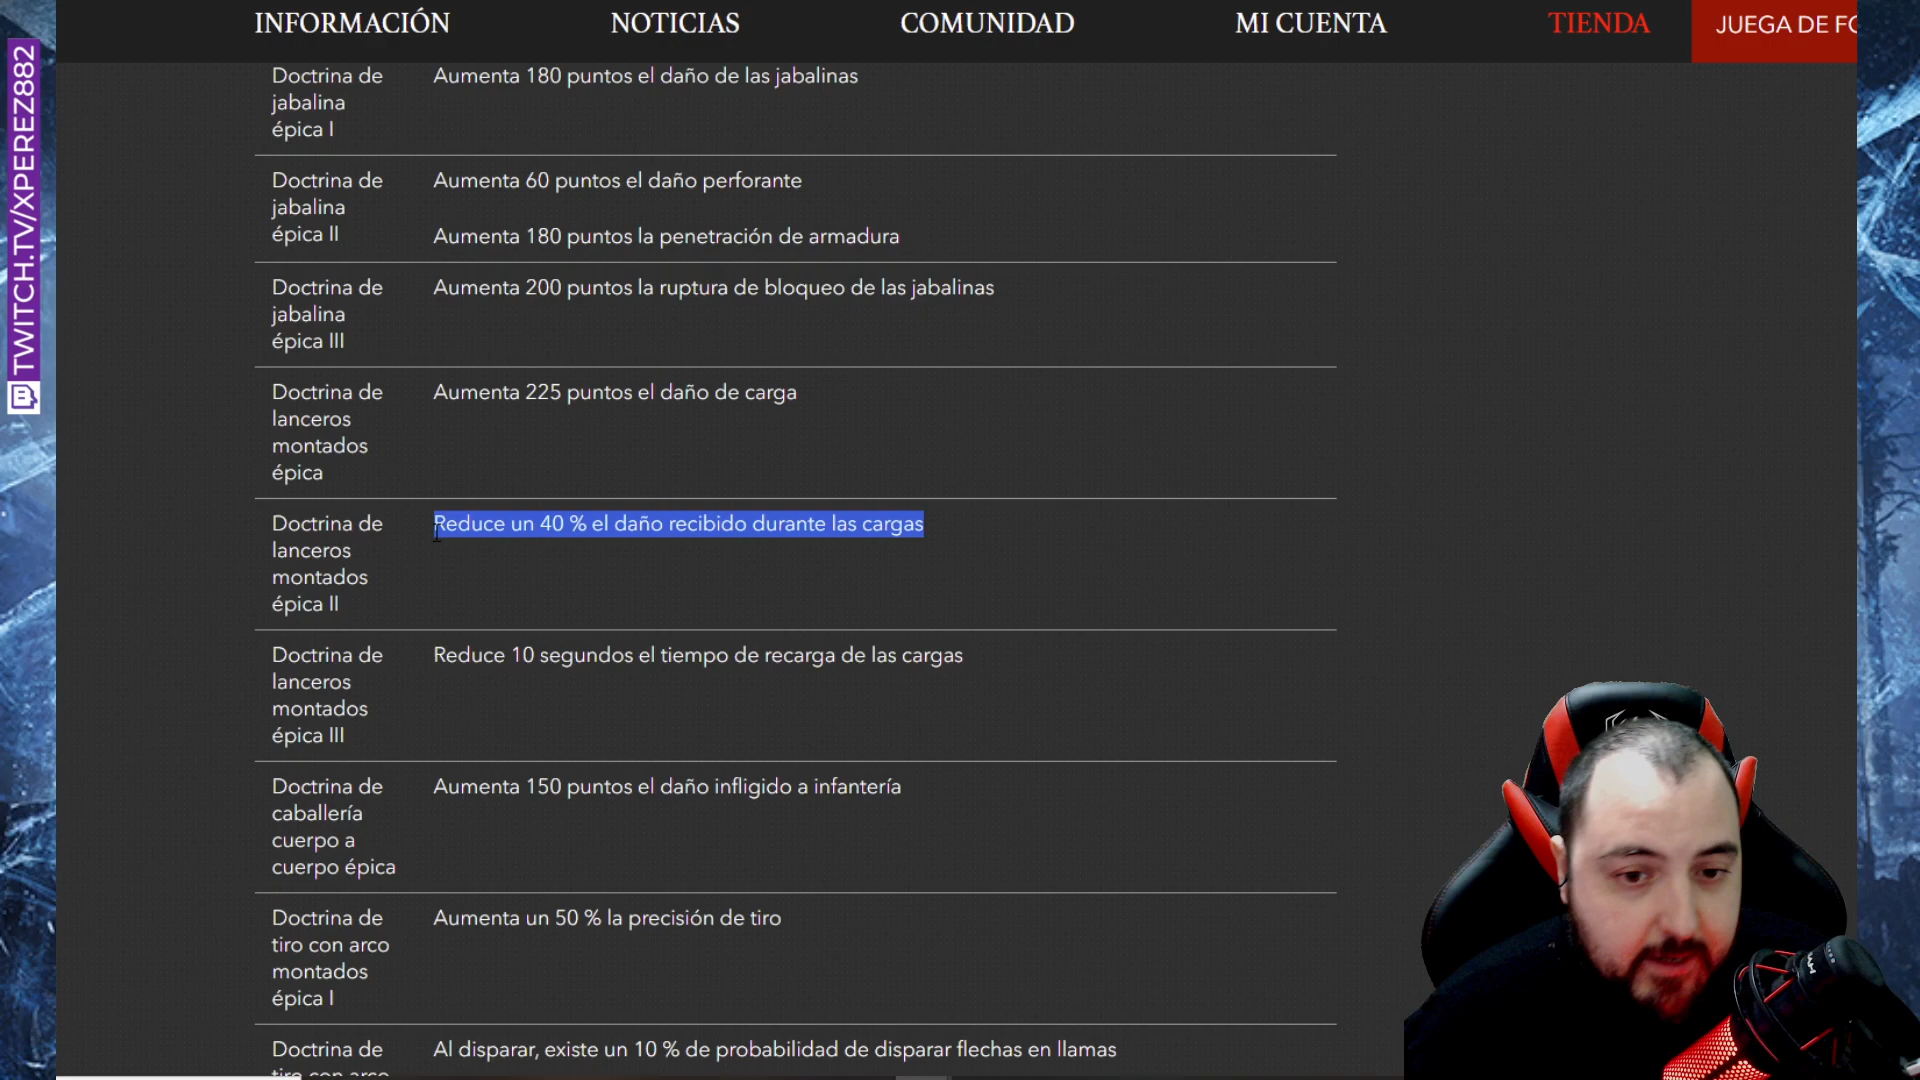 INFORMACIÓN NOTICIAS COMUNIDAD MI CUENTA TIENDA JUEGA DE FO
TWITCH.TV/XPEREZ882
Doctrina de jabalina épica I Aumenta 180 puntos el daño de las jabalinas
Doctrina de jabalina épica II Aumenta 60 puntos el daño perforante
Aumenta 180 puntos la penetración de armadura
Doctrina de jabalina épica III Aumenta 200 puntos la ruptura de bloqueo de las jabalinas
Doctrina de lanceros montados épica Aumenta 225 puntos el daño de carga
Doctrina de lanceros montados épica II Reduce un 40 % el daño recibido durante las cargas
Doctrina de lanceros montados épica III Reduce 10 segundos el tiempo de recarga de las cargas
Doctrina de caballería cuerpo a cuerpo épica Aumenta 150 puntos el daño infligido a infantería
Doctrina de tiro con arco montados épica I Aumenta un 50 % la precisión de tiro
Doctrina de tiro con arco Al disparar, existe un 10 % de probabilidad de disparar flechas en llamas